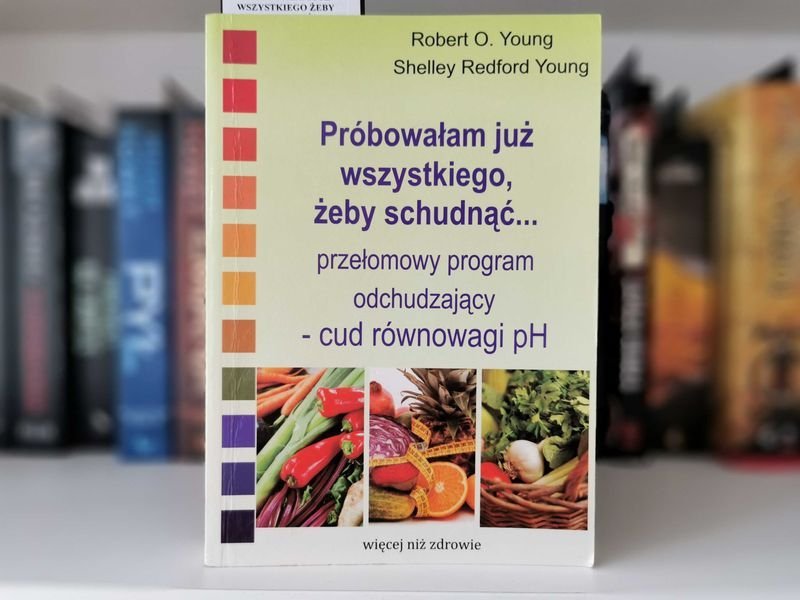 WSZYSTKIEGO ŻEBY
Robert O. Young
Shelley Redford Young
Próbowałam już
wszystkiego,
żeby schudnąć...
przełomowy program
odchudzający
- cud równowagi pH
więcej niż zdrowie
PYŁ